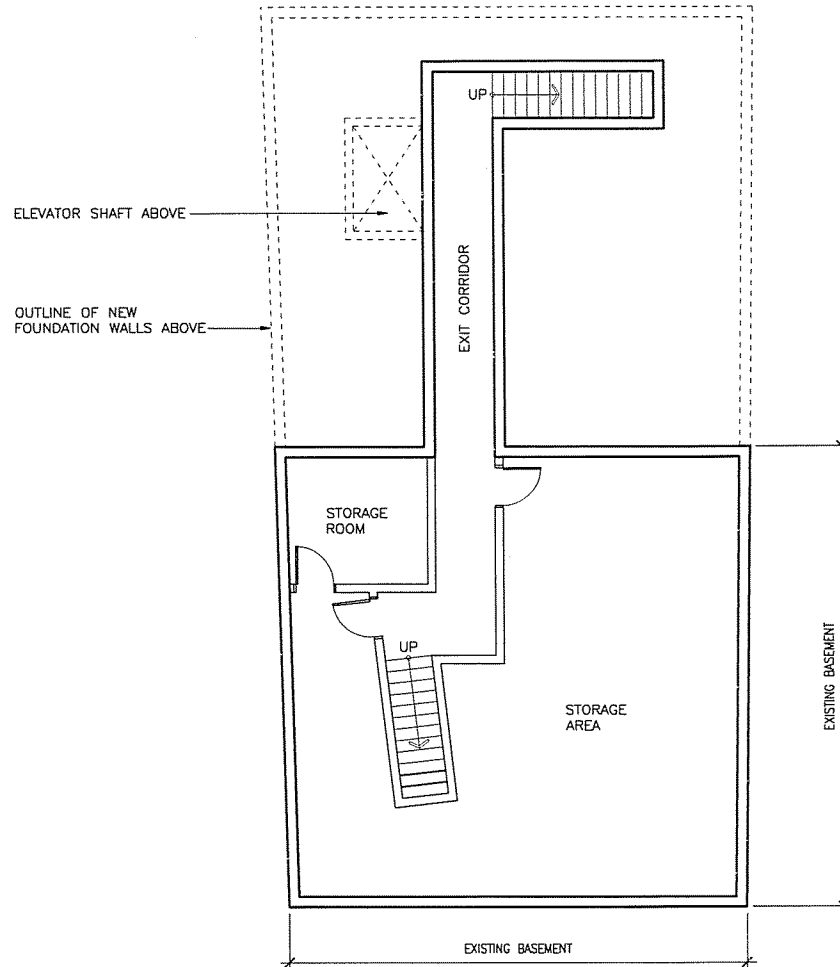 UP
ELEVATOR SHAFT ABOVE
EXIT CORRIDOR
OUTLINE OF NEW
FOUNDATION WALLS ABOVE
STORAGE
ROOM
UP
STORAGE
AREA
EXISTING BASEMENT
EXISTING BASEMENT